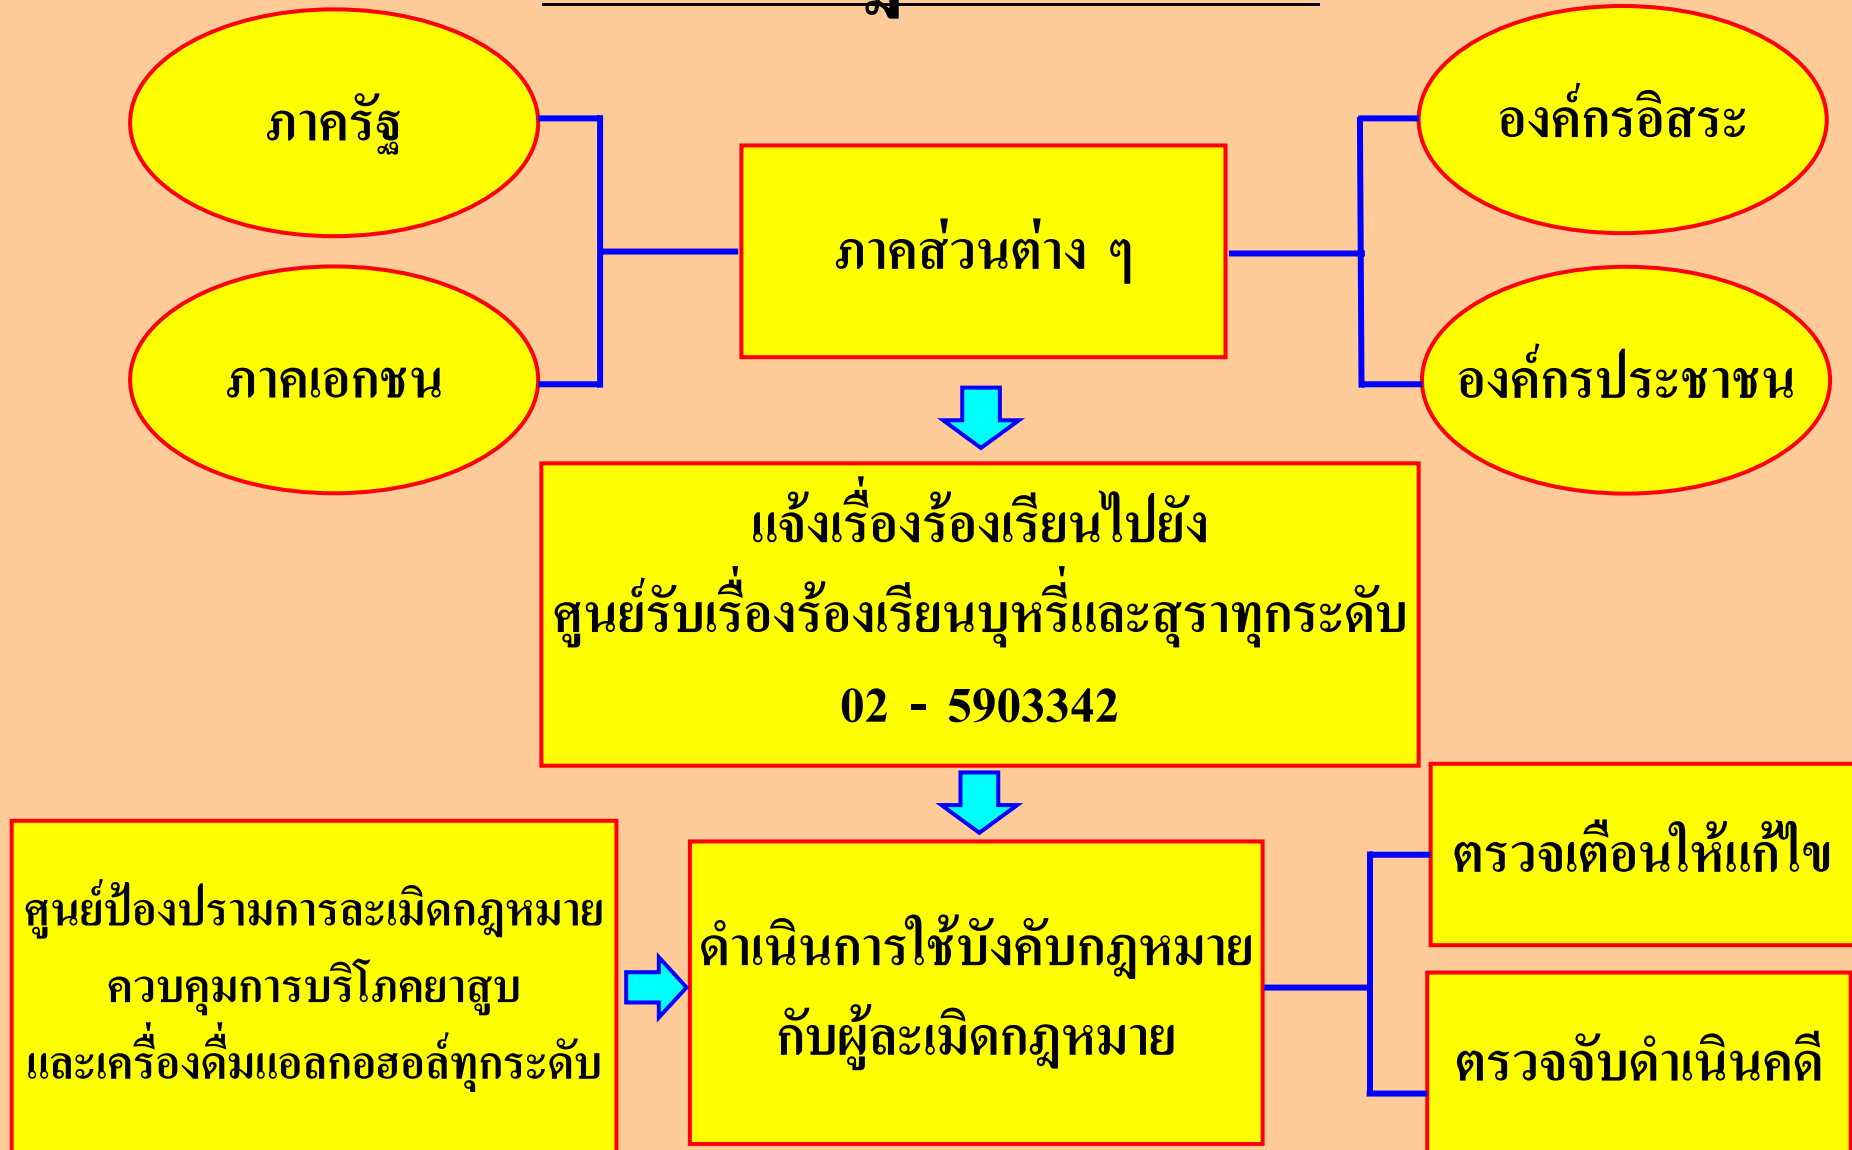 ภาครัฐ
องค์กรอิสระ
ภาคส่วนต่าง ๆ
ภาคเอกชน
องค์กรประชาชน
แจ้งเรื่องร้องเรียนไปยัง
ศูนย์รับเรื่องร้องเรียนบุหรี่และสุราทุกระดับ
02 - 5903342
ศูนย์ป้องปรามการละเมิดกฎหมาย
ควบคุมการบริโภคยาสูบ
และเครื่องดื่มแอลกอฮอล์ทุกระดับ
ดำเนินการใช้บังคับกฎหมาย
กับผู้ละเมิดกฎหมาย
ตรวจเตือนให้แก้ไข
ตรวจจับดำเนินคดี